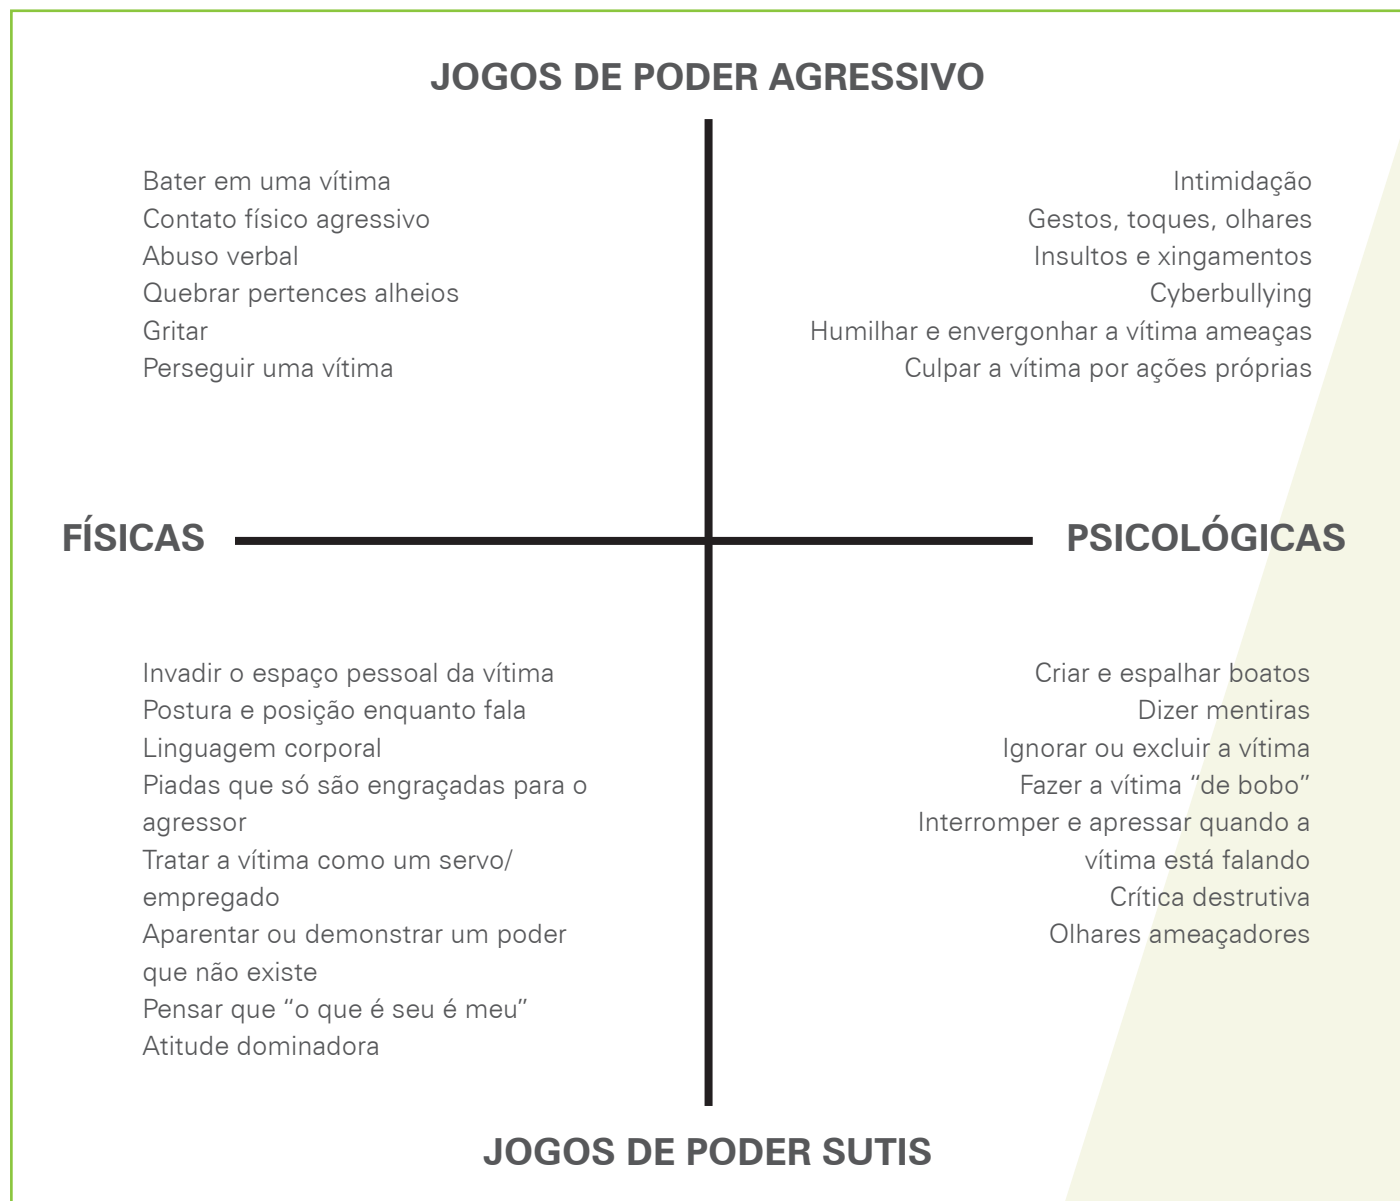 JOGOS DE PODER AGRESSIVO
Bater em uma vítima
Contato físico agressivo
Abuso verbal
Quebrar pertences alheios
Gritar
Perseguir uma vítima
Intimidação
Gestos, toques, olhares
Insultos e xingamentos
Cyberbullying
Humilhar e envergonhar a vítima ameaças
Culpar a vítima por ações próprias
FÍSICAS
PSICOLÓGICAS
Invadir o espaço pessoal da vítima
Postura e posição enquanto fala
Linguagem corporal
Piadas que só são engraçadas para o
agressor
Tratar a vítima como um servo/
empregado
Aparentar ou demonstrar um poder
que não existe
Pensar que “o que é seu é meu”
Atitude dominadora
Criar e espalhar boatos
Dizer mentiras
Ignorar ou excluir a vítima
Fazer a vítima “de bobo”
Interromper e apressar quando a
vítima está falando
Crítica destrutiva
Olhares ameaçadores
JOGOS DE PODER SUTIS